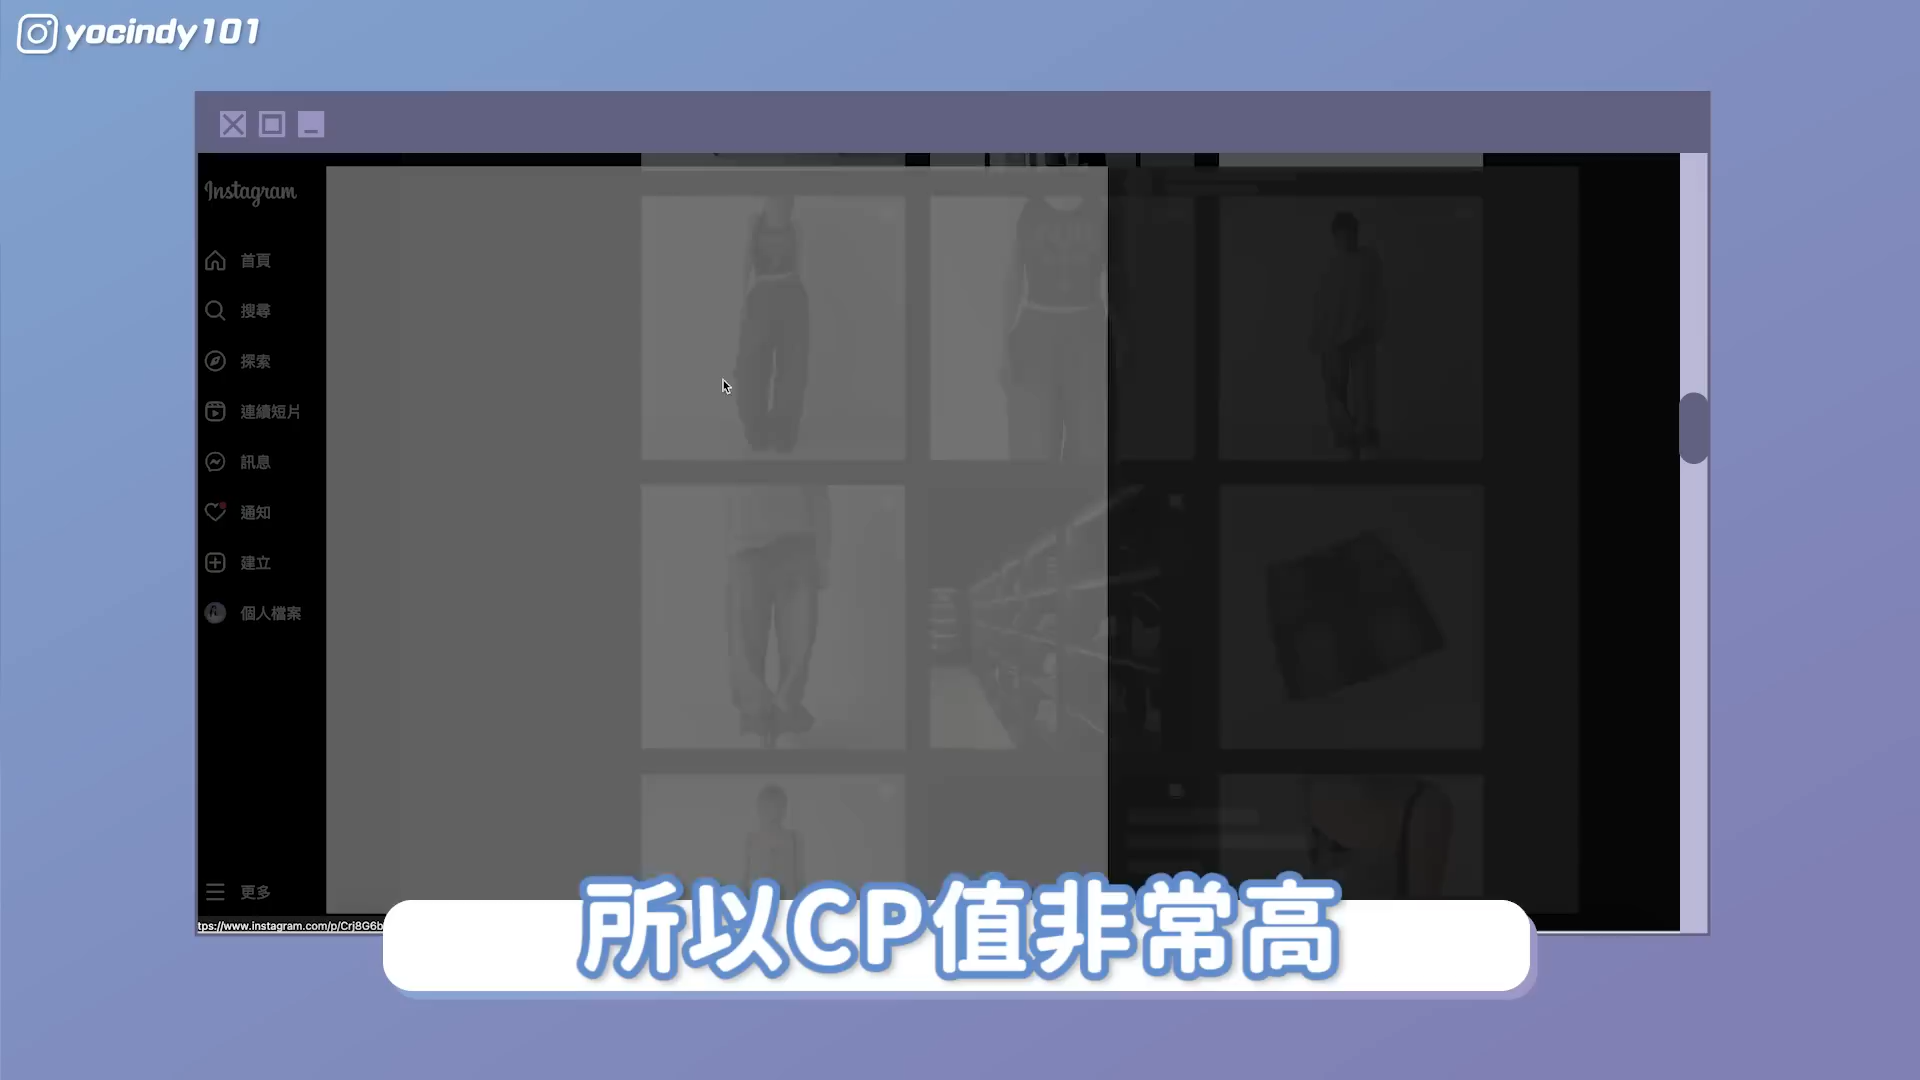 yocindy101
Instagram
首頁
搜尋
探索
連續短片
訊息
通知
建立
個人檔案
更多
tps://www.instagram.com/p/Crj8G6b
所以CP值非常高